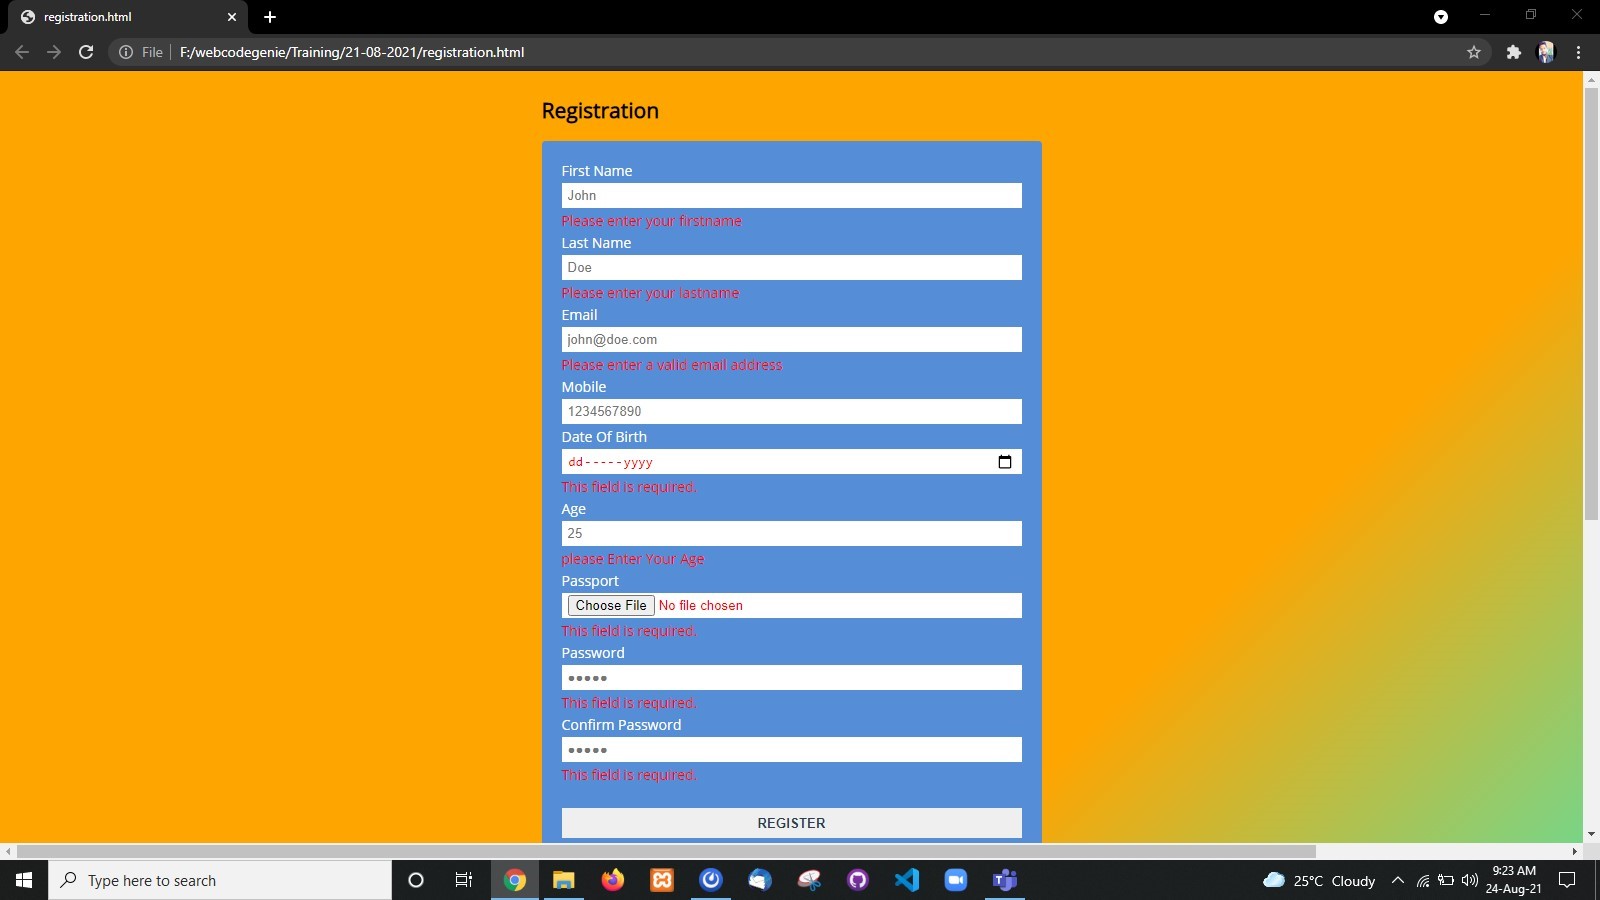 registration.html
File F:/webcodegenie/Training/21-08-2021/registration.html
Registration
First Name
John
Please enter your firstname
Last Name
Doe
Please enter your lastname
Email
john@doe.com
Please enter a valid email address
Mobile
1234567890
Date Of Birth
dd-----yyyy
This field is required.
Age
25
please Enter Your Age
Passport
Choose File No file chosen
This field is required.
Password
•••••
This field is required.
Confirm Password
•••••
This field is required.
REGISTER
Type here to search
25°C Cloudy
9:23 AM
24-Aug-21